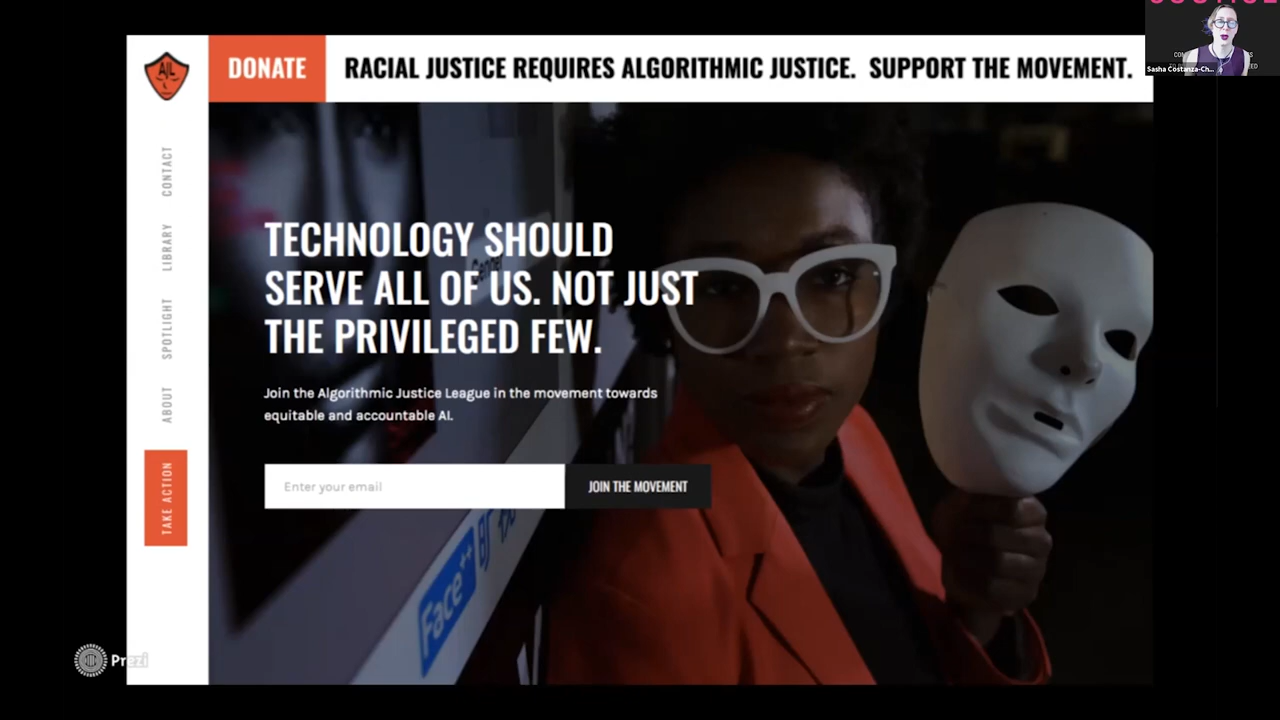 AJL
DONATE
RACIAL JUSTICE REQUIRES ALGORITHMIC JUSTICE. SUPPORT THE MOVEMENT.
CONTACT
LIBRARY
SPOTLIGHT
ABOUT
TAKE ACTION
TECHNOLOGY SHOULD
SERVE ALL OF US. NOT JUST
THE PRIVILEGED FEW.
Join the Algorithmic Justice League in the movement towards
equitable and accountable AI.
Enter your email
JOIN THE MOVEMENT
Face++
Prezi
Sasha Costanza-Ch...